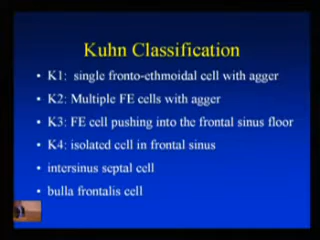 Kuhn Classification
• K1: single fronto-ethmoidal cell with agger
• K2: Multiple FE cells with agger
• K3: FE cell pushing into the frontal sinus floor
• K4: isolated cell in frontal sinus
• intersinus septal cell
• bulla frontalis cell